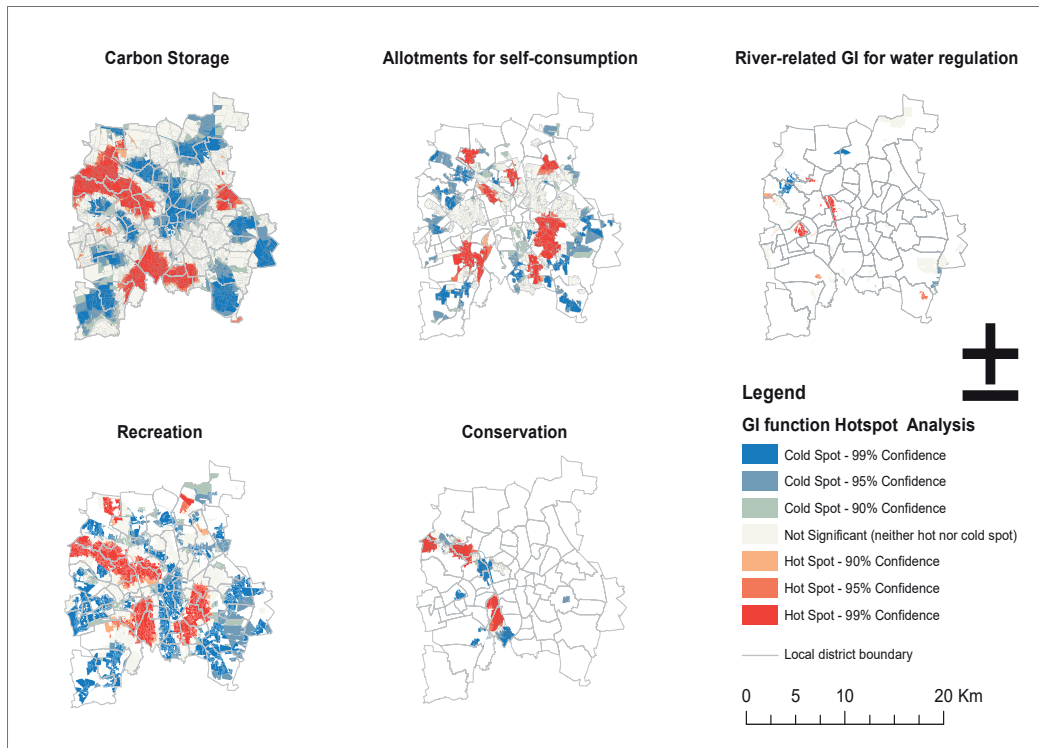 Carbon Storage
Allotments for self-consumption
River-related GI for water regulation
Recreation
Conservation
Legend
GI function Hotspot Analysis
Cold Spot - 99% Confidence
Cold Spot - 95% Confidence
Cold Spot - 90% Confidence
Not Significant (neither hot nor cold spot)
Hot Spot - 90% Confidence
Hot Spot - 95% Confidence
Hot Spot - 99% Confidence
Local district boundary
0 5 10 20 Km